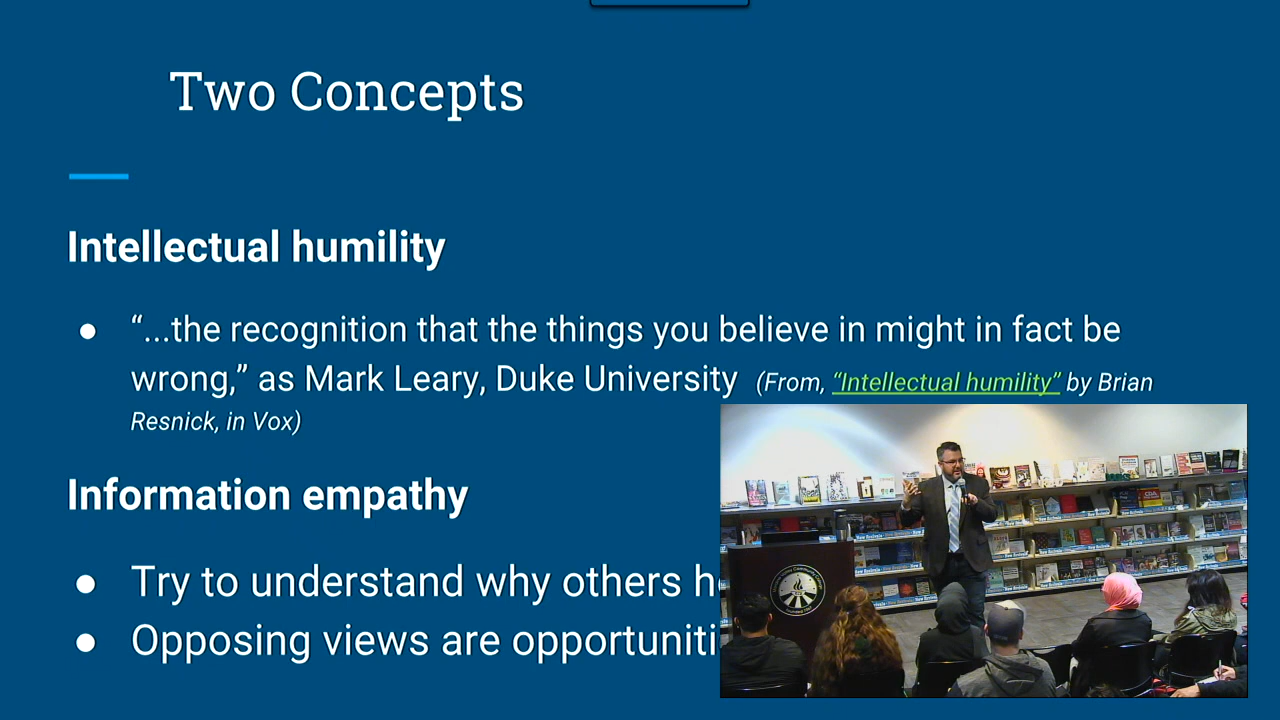 Two Concepts
Intellectual humility
● “...the recognition that the things you believe in might in fact be
wrong,” as Mark Leary, Duke University (From, “Intellectual humility” by Brian
Resnick, in Vox)
Information empathy
● Try to understand why others
● Opposing views are